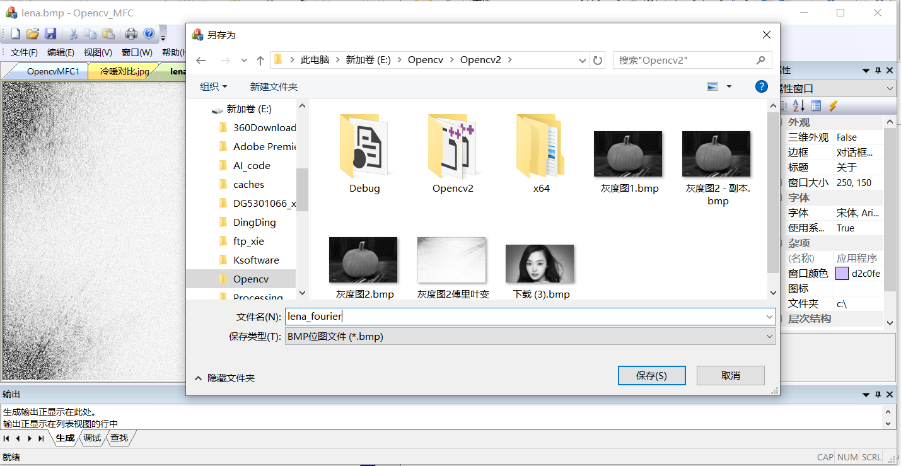 lena.bmp - Opencv_MFC
文件(F) 编辑(E) 视图(V) 窗口(W) 帮助(H
OpencvMFC1 冷暖对比.jpg len
另存为
此电脑 > 新加卷 (E:) > Opencv > Opencv2 >
搜索"Opencv2"
组织 新建文件夹
新加卷 (E:)
360Download
Adobe Premie
AI_code
caches
DG5301066_x
DingDing
ftp_xie
Ksoftware
Opencv
Processing
Debug
Opencv2
x64
灰度图1.bmp
灰度图2 - 副本.bmp
灰度图2.bmp
灰度图2傅里叶变
下载 (3).bmp
文件名(N): lena_fourier
保存类型(T): BMP位图文件 (*.bmp)
隐藏文件夹
保存(S) 取消
性
性窗口
外观
三维外观 False
边框 对话框...
标题 关于
窗口大小 250, 150
字体
字体 宋体, Ari...
使用系... True
杂项
(名称) 应用程序
窗口颜色 d2c0fe
图标
文件夹 c:\
层次结构
输出
生成输出正显示在此处。
输出正显示在列表视图的行中
生成 调试 查找
就绪
CAP NUM SCRL